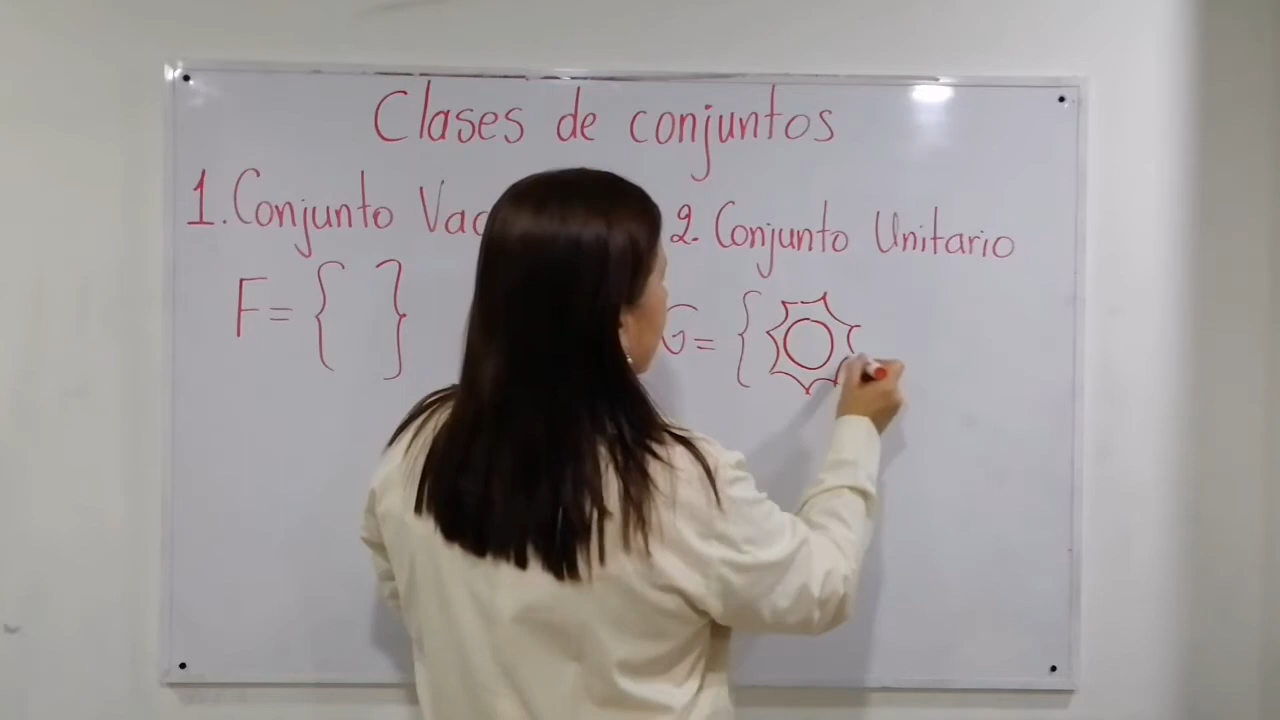 Clases de conjuntos
1. Conjunto
2. Conjunto Unitario
F = { }
G = {